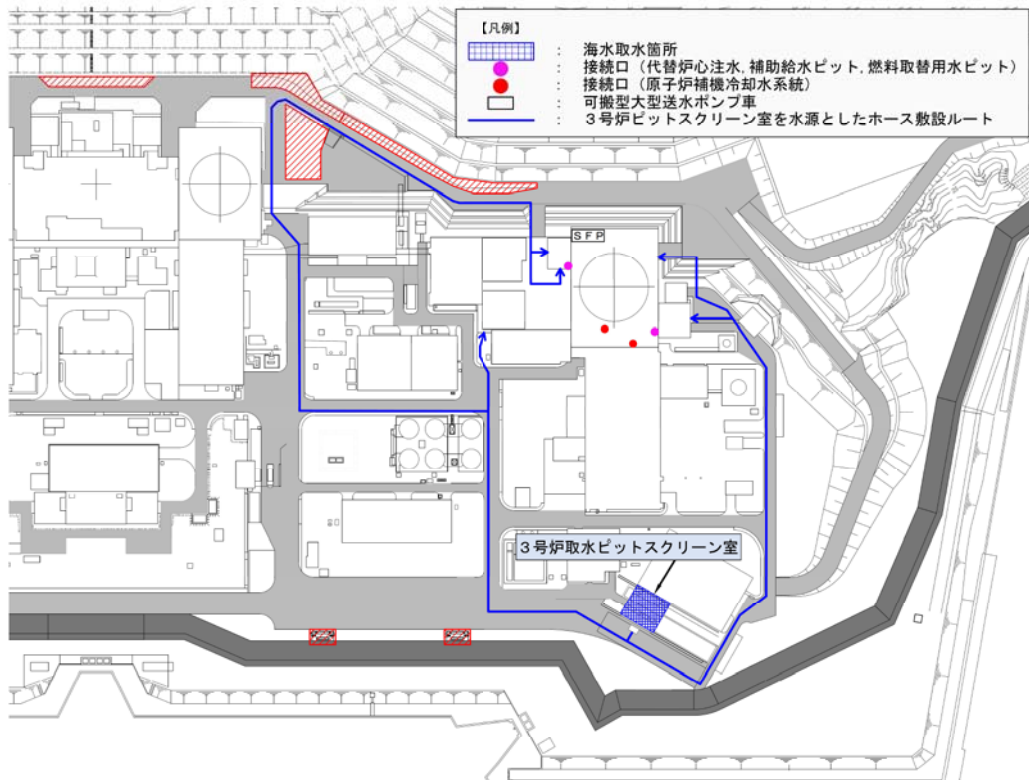 【凡例】
： 海水取水箇所
： 接続口（代替炉心注水，補助給水ピット，燃料取替用水ピット）
： 接続口（原子炉補機冷却水系統）
： 可搬型大型送水ポンプ車
： ３号炉ピットスクリーン室を水源としたホース敷設ルート
ＳＦＰ
３号炉取水ピットスクリーン室